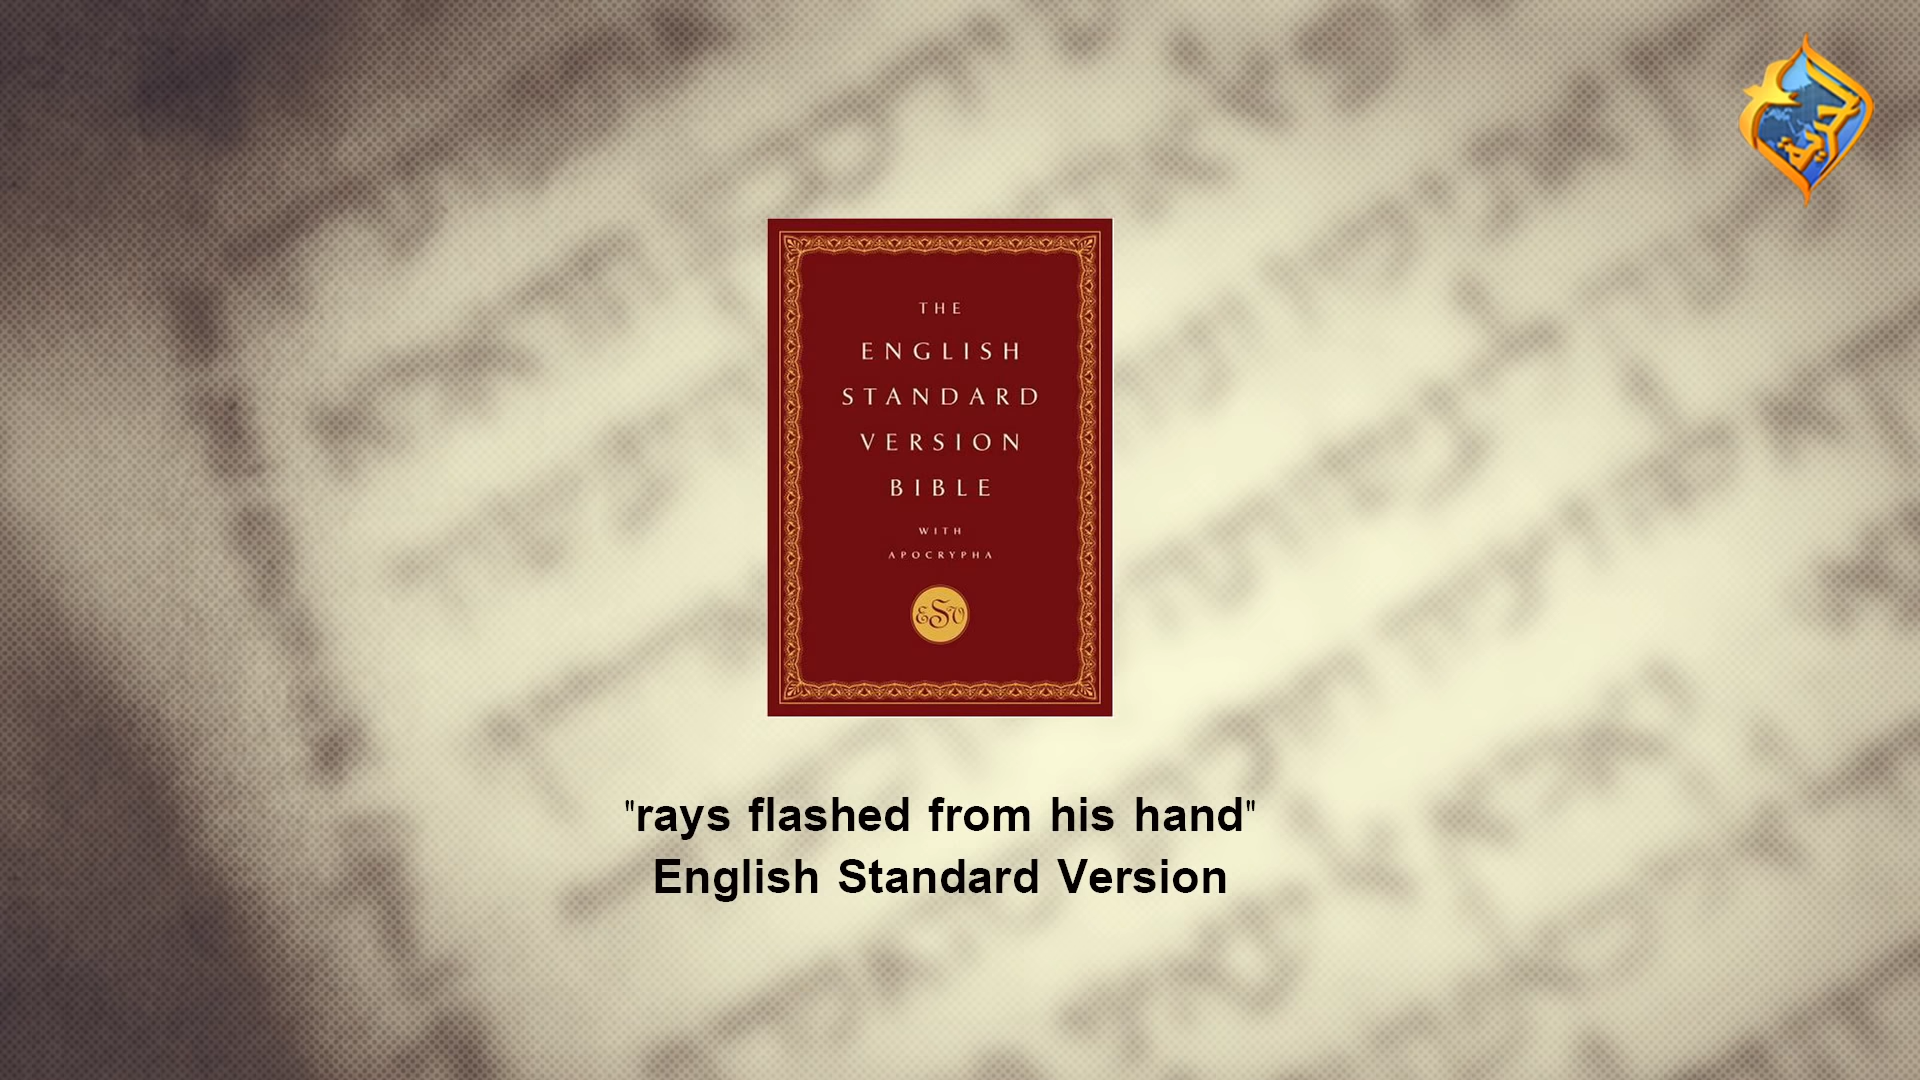 THE
ENGLISH
STANDARD
VERSION
BIBLE
WITH
APOCRYPHA
ESV
"rays flashed from his hand"
English Standard Version